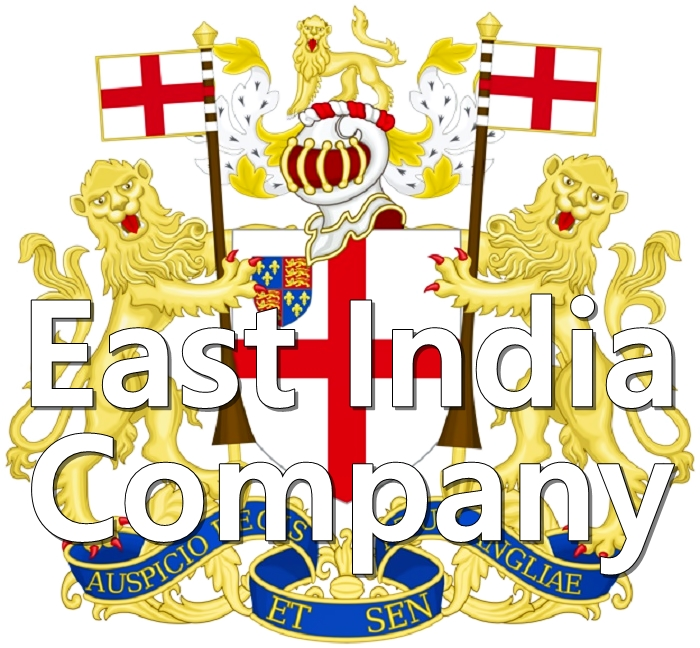 East India
Company
AUSPICIO
ANGLIAE
ET SEN